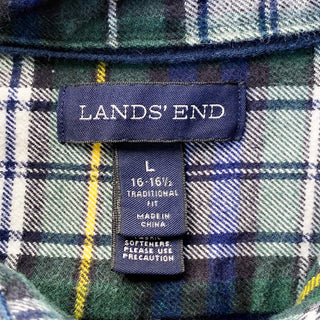 LANDS' END
L
16-16½
TRADITIONAL
FIT
MADE IN
CHINA
SOFTENERS.
PLEASE USE
PRECAUTION